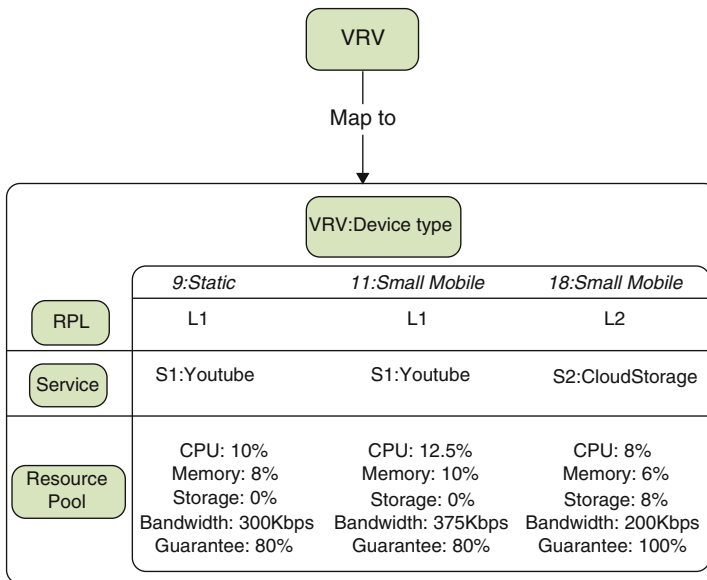 VRV
Map to
VRV:Device type
9:Static 11:Small Mobile 18:Small Mobile
RPL L1 L1 L2
Service S1:Youtube S1:Youtube S2:CloudStorage
Resource Pool
CPU: 10% CPU: 12.5% CPU: 8%
Memory: 8% Memory: 10% Memory: 6%
Storage: 0% Storage: 0% Storage: 8%
Bandwidth: 300Kbps Bandwidth: 375Kbps Bandwidth: 200Kbps
Guarantee: 80% Guarantee: 80% Guarantee: 100%